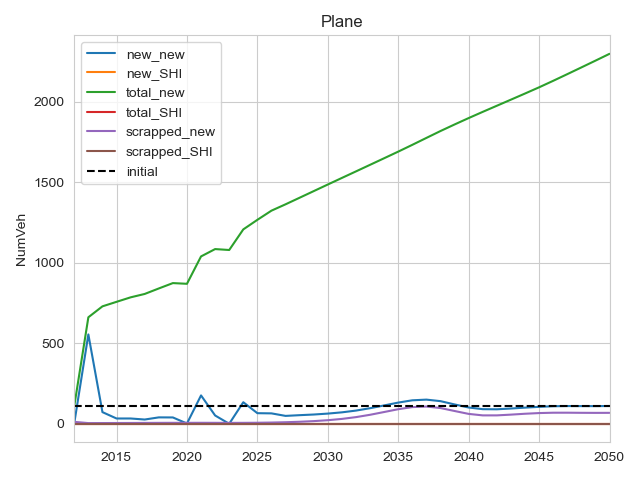 Plane
new_new
new_SHI
total_new
total_SHI
scrapped_new
scrapped_SHI
initial
NumVeh
2000
1500
1000
500
0
2015 2020 2025 2030 2035 2040 2045 2050